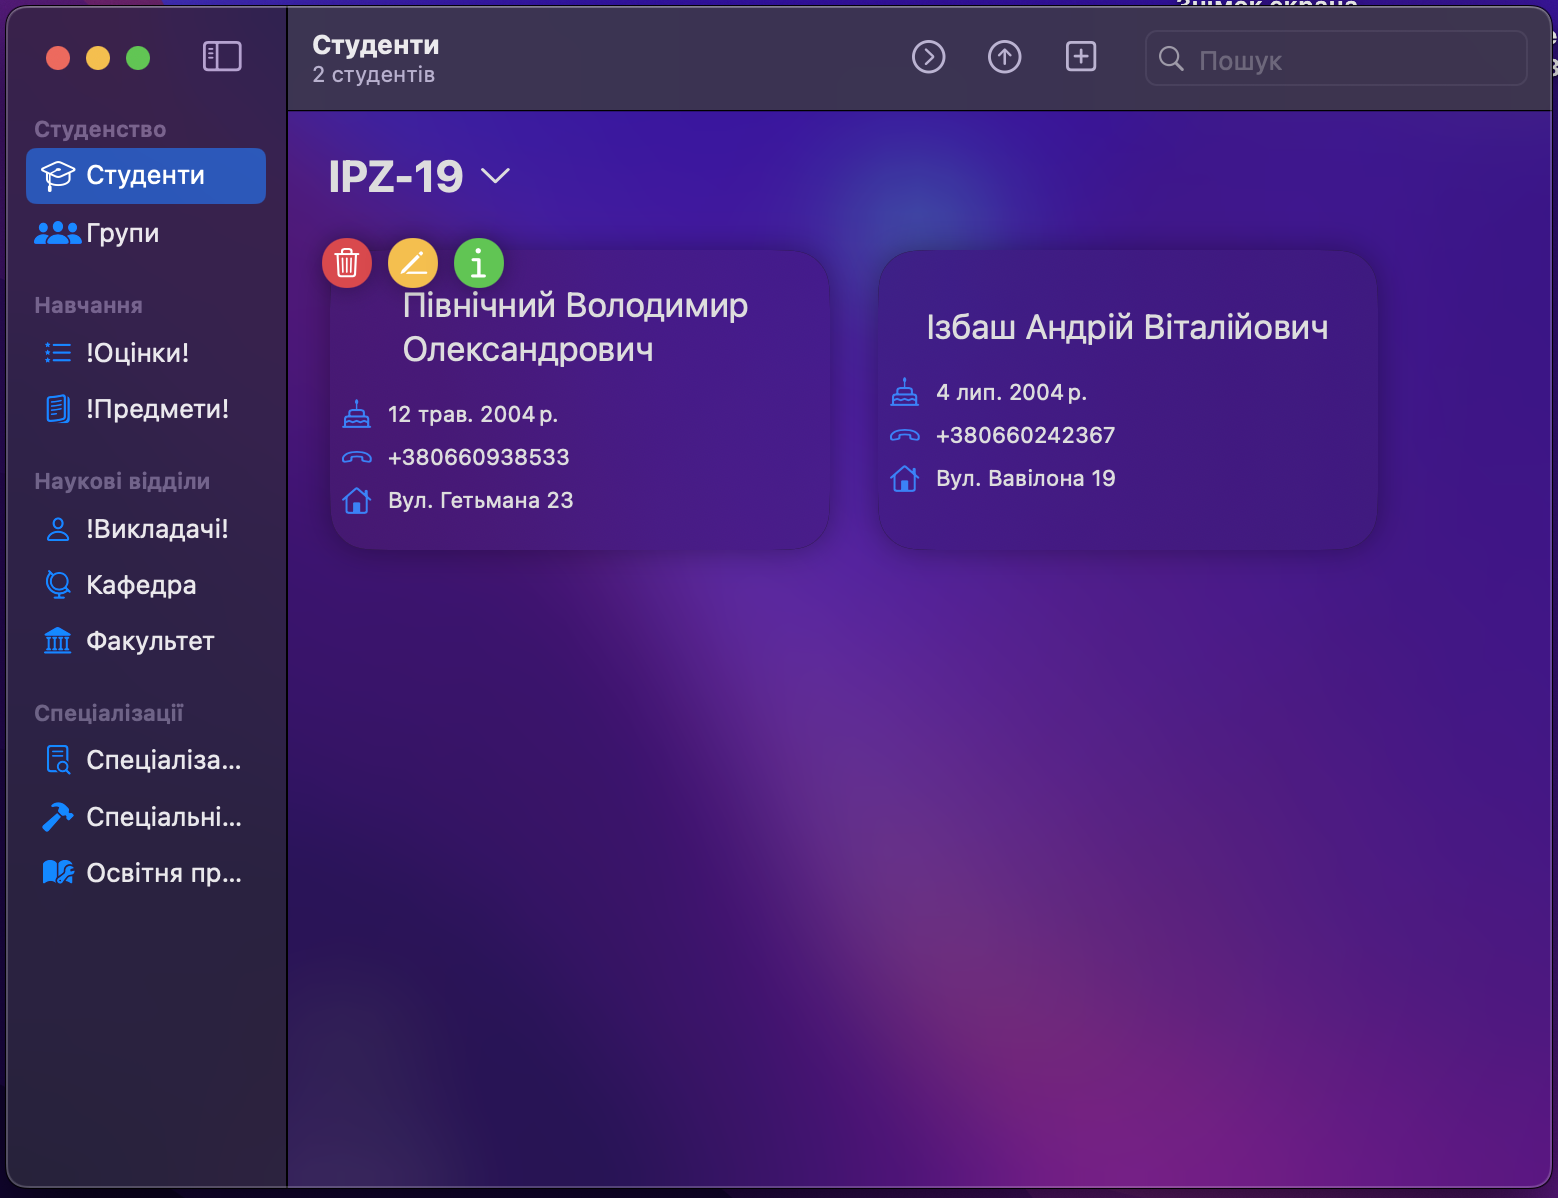 Студенти
2 студентів
Пошук
Студенство
Студенти
Групи
Навчання
!Оцінки!
!Предмети!
Наукові відділи
!Викладачі!
Кафедра
Факультет
Спеціалізації
Спеціаліза...
Спеціальні...
Освітня пр...
IPZ-19
Північний Володимир
Олександрович
12 трав. 2004 р.
+380660938533
Вул. Гетьмана 23
Ізбаш Андрій Віталійович
4 лип. 2004 р.
+380660242367
Вул. Вавілона 19